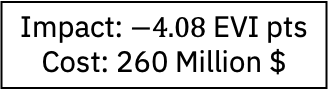 Impact: −4.08 EVI pts
Cost: 260 Million $